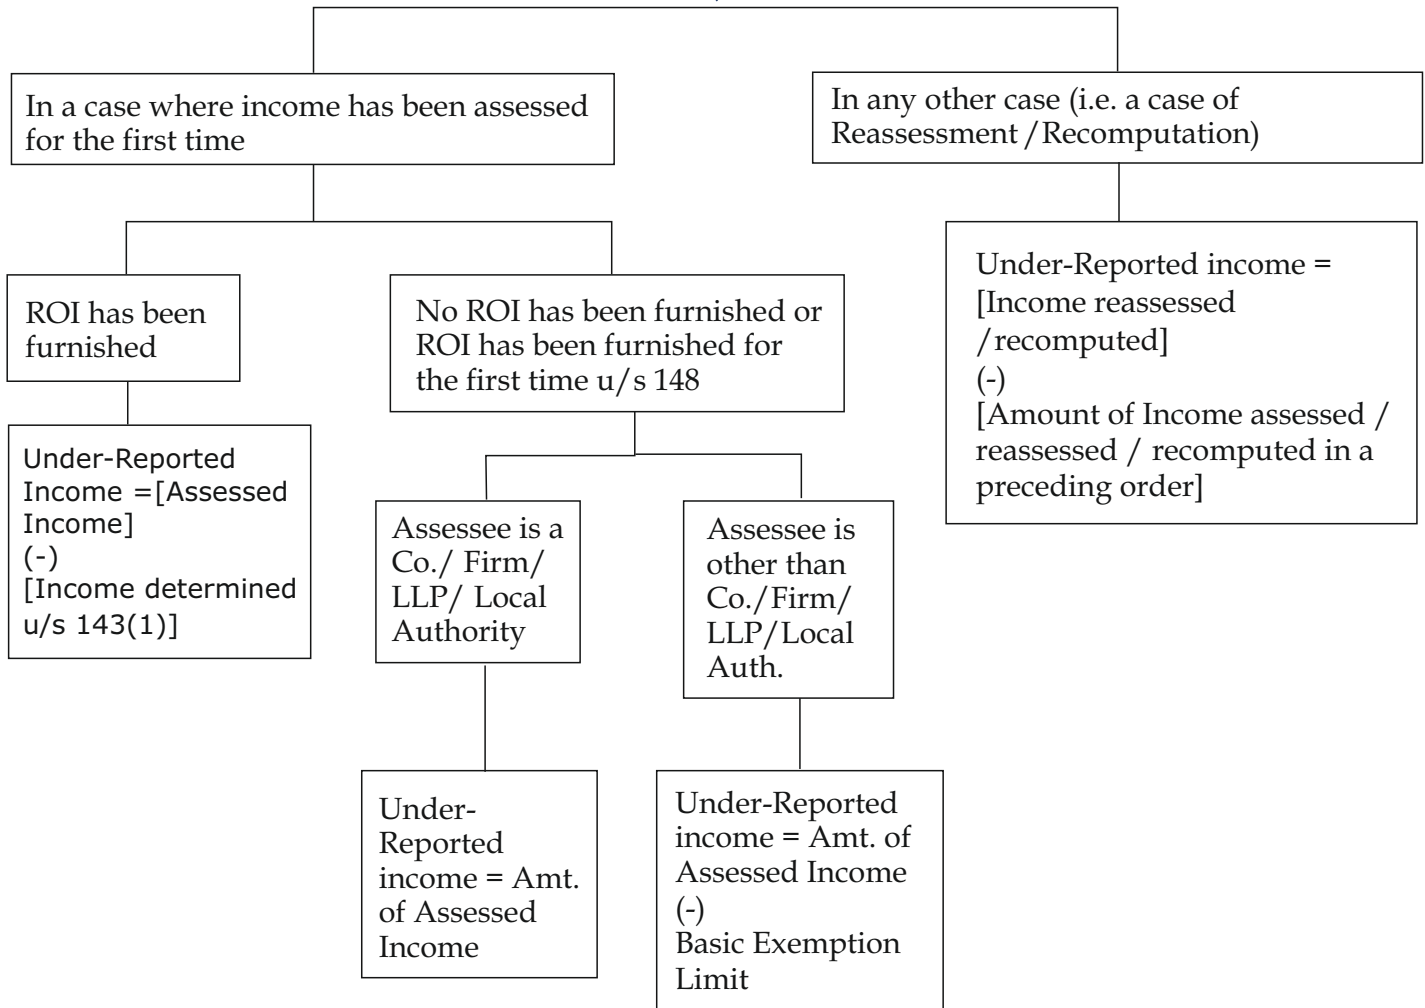 In a case where income has been assessed
for the first time
In any other case (i.e. a case of
Reassessment /Recomputation)
ROI has been
furnished
No ROI has been furnished or
ROI has been furnished for
the first time u/s 148
Under-Reported income =
[Income reassessed
/recomputed]
(-)
[Amount of Income assessed /
reassessed / recomputed in a
preceding order]
Under-Reported
Income =[Assessed
Income]
(-)
[Income determined
u/s 143(1)]
Assessee is a
Co./ Firm/
LLP/ Local
Authority
Assessee is
other than
Co./Firm/
LLP/Local
Auth.
Under-
Reported
income = Amt.
of Assessed
Income
Under-Reported
income = Amt. of
Assessed Income
(-)
Basic Exemption
Limit